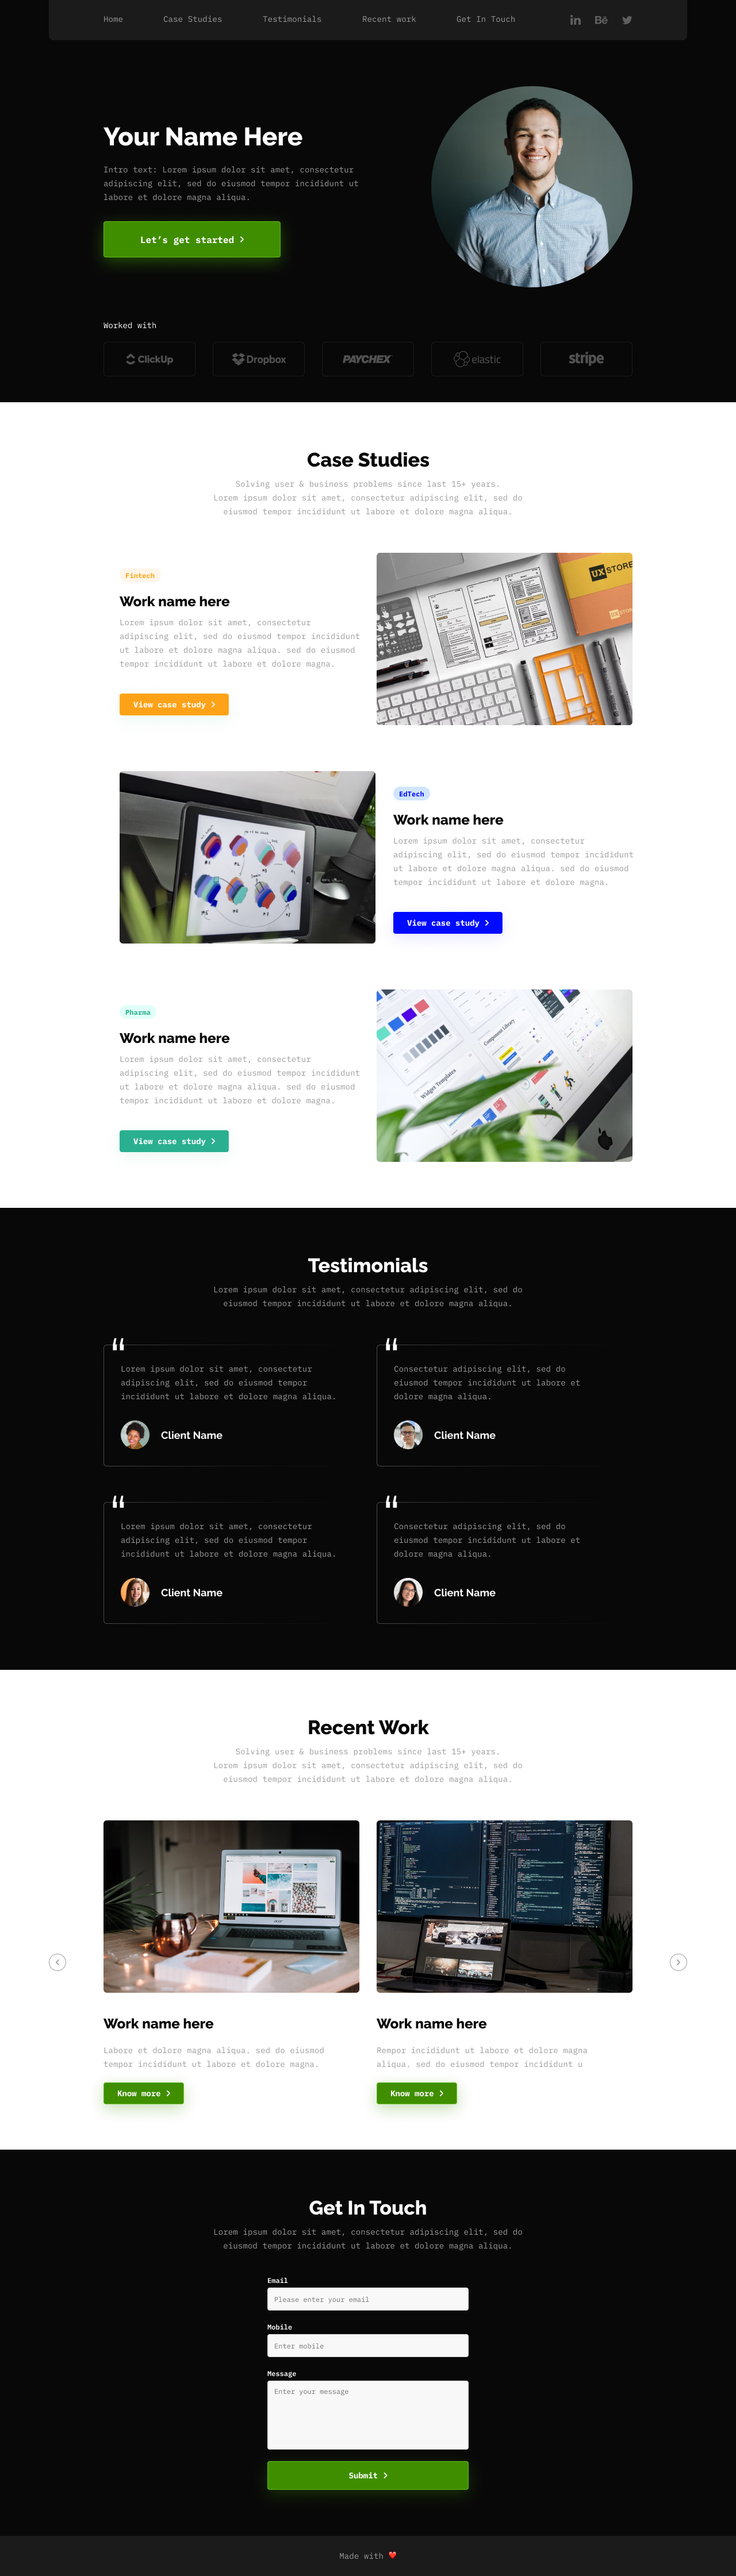 Home Case Studies Testimonials Recent work Get In Touch
in Bē
Your Name Here
Intro text: Lorem ipsum dolor sit amet, consectetur
adipiscing elit, sed do eiusmod tempor incididunt ut
labore et dolore magna aliqua.
Let’s get started
Worked with
ClickUp Dropbox PAYCHEX elastic stripe
Case Studies
Solving user & business problems since last 15+ years.
Lorem ipsum dolor sit amet, consectetur adipiscing elit, sed do
eiusmod tempor incididunt ut labore et dolore magna aliqua.
Fintech
Work name here
Lorem ipsum dolor sit amet, consectetur
adipiscing elit, sed do eiusmod tempor incididunt
ut labore et dolore magna aliqua. sed do eiusmod
tempor incididunt ut labore et dolore magna.
View case study
UX STORE
UX STORE
EdTech
Work name here
Lorem ipsum dolor sit amet, consectetur
adipiscing elit, sed do eiusmod tempor incididunt
ut labore et dolore magna aliqua. sed do eiusmod
tempor incididunt ut labore et dolore magna.
View case study
Pharma
Work name here
Lorem ipsum dolor sit amet, consectetur
adipiscing elit, sed do eiusmod tempor incididunt
ut labore et dolore magna aliqua. sed do eiusmod
tempor incididunt ut labore et dolore magna.
View case study
Component Library
Widget Templates
Testimonials
Lorem ipsum dolor sit amet, consectetur adipiscing elit, sed do
eiusmod tempor incididunt ut labore et dolore magna aliqua.
“
Lorem ipsum dolor sit amet, consectetur
adipiscing elit, sed do eiusmod tempor
incididunt ut labore et dolore magna aliqua.
Client Name
“
Consectetur adipiscing elit, sed do
eiusmod tempor incididunt ut labore et
dolore magna aliqua.
Client Name
“
Lorem ipsum dolor sit amet, consectetur
adipiscing elit, sed do eiusmod tempor
incididunt ut labore et dolore magna aliqua.
Client Name
“
Consectetur adipiscing elit, sed do
eiusmod tempor incididunt ut labore et
dolore magna aliqua.
Client Name
Recent Work
Solving user & business problems since last 15+ years.
Lorem ipsum dolor sit amet, consectetur adipiscing elit, sed do
eiusmod tempor incididunt ut labore et dolore magna aliqua.
acer
Work name here
Labore et dolore magna aliqua. sed do eiusmod
tempor incididunt ut labore et dolore magna.
Know more
Work name here
Rempor incididunt ut labore et dolore magna
aliqua. sed do eiusmod tempor incididunt u
Know more
Get In Touch
Lorem ipsum dolor sit amet, consectetur adipiscing elit, sed do
eiusmod tempor incididunt ut labore et dolore magna aliqua.
Email
Please enter your email
Mobile
Enter mobile
Message
Enter your message
Submit
Made with ❤️